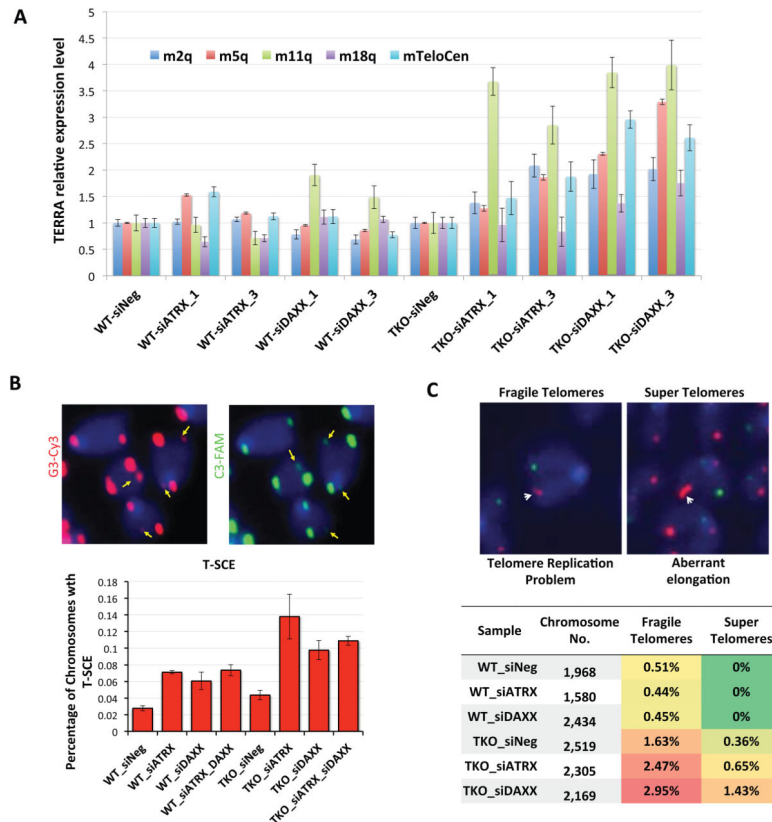 A
m2q m5q m11q m18q mTeloCen
TERRA relative expression level
4.5
4
3.5
3
2.5
2
1.5
1
0.5
0
WT-siNeg
WT-siATRX_1
WT-siATRX_3
WT-siDAXX_1
WT-siDAXX_3
TKO-siNeg
TKO-siATRX_1
TKO-siATRX_3
TKO-siDAXX_1
TKO-siDAXX_3
B
G3-Cy3
C3-FAM
T-SCE
Percentage of Chromosomes wth
T-SCE
0.18
0.16
0.14
0.12
0.1
0.08
0.06
0.04
0.02
0
WT_siNeg
WT_siATRX
WT_siDAXX
WT_siATRX_DAXX
TKO_siNeg
TKO_siATRX
TKO_siDAXX
TKO_siATRX_siDAXX
C
Fragile Telomeres Super Telomeres
Telomere Replication
Problem
Aberrant
elongation
Sample Chromosome No. Fragile Telomeres Super Telomeres
WT_siNeg 1,968 0.51% 0%
WT_siATRX 1,580 0.44% 0%
WT_siDAXX 2,434 0.45% 0%
TKO_siNeg 2,519 1.63% 0.36%
TKO_siATRX 2,305 2.47% 0.65%
TKO_siDAXX 2,169 2.95% 1.43%